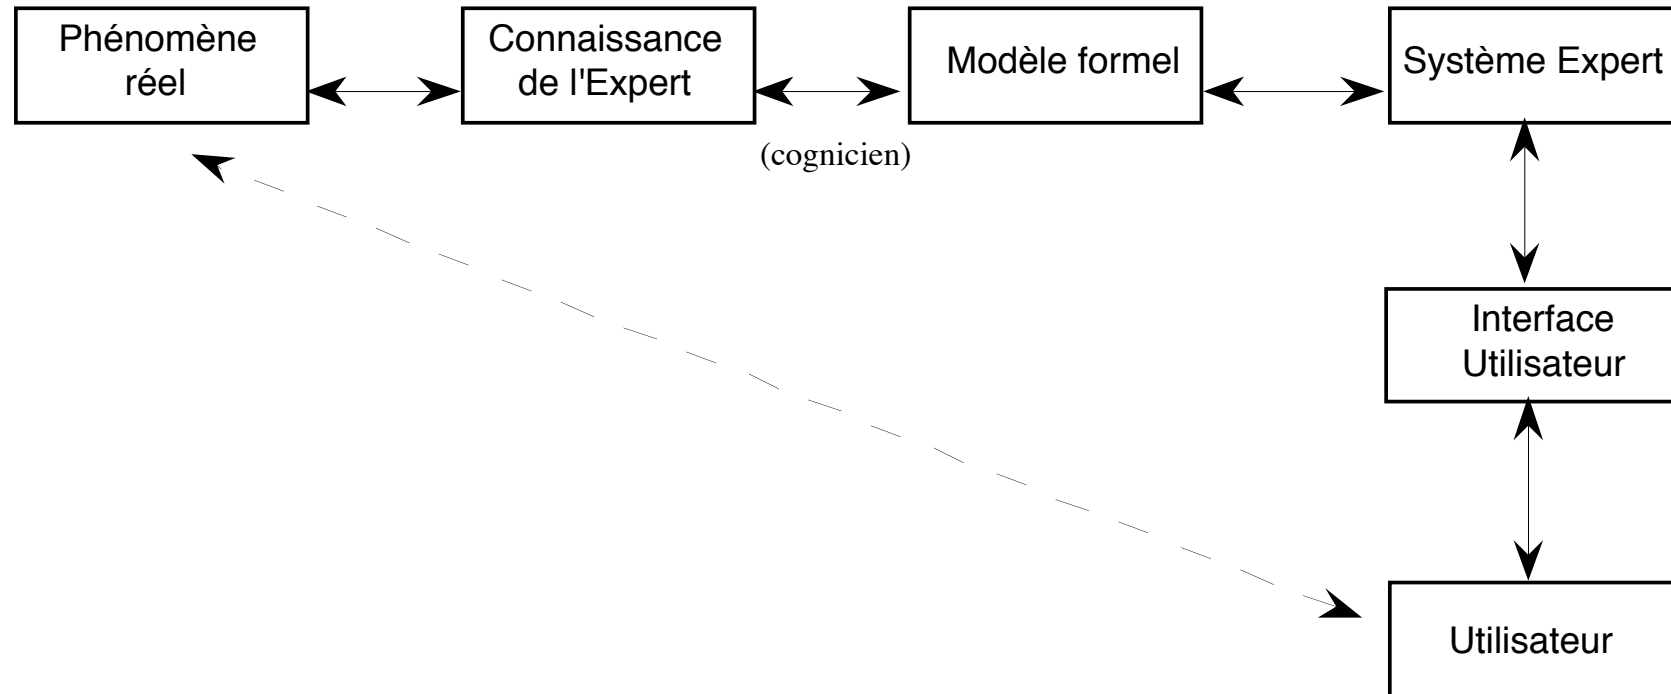 Phénomène
réel
Connaissance
de l'Expert
Modèle formel
Système Expert
(cognicien)
Interface
Utilisateur
Utilisateur